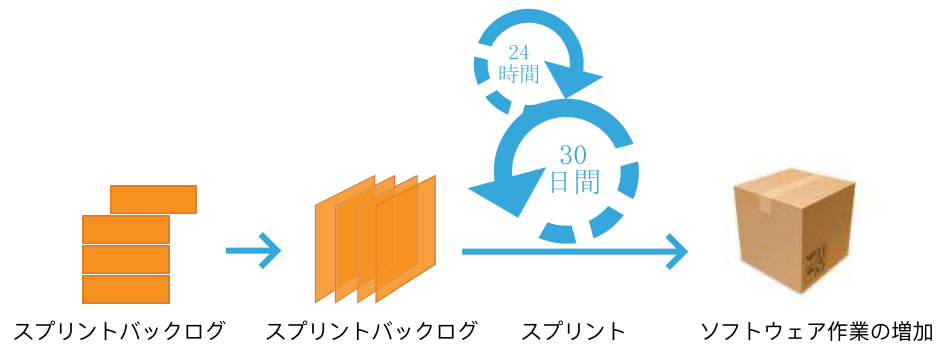 24
時間
30
日間
スプリントバックログ
スプリントバックログ
スプリント
ソフトウェア作業の増加